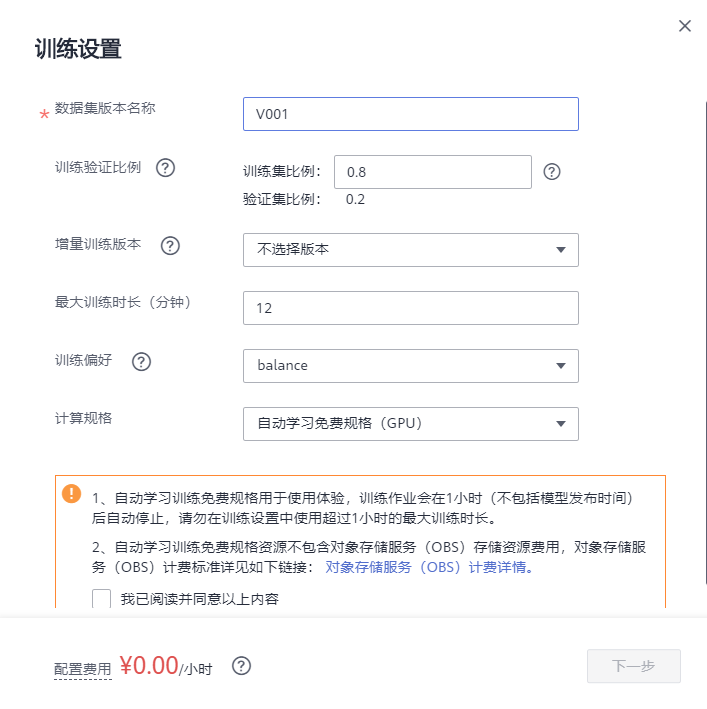 训练设置
* 数据集版本名称 V001
训练验证比例 ? 训练集比例： 0.8 ?
验证集比例： 0.2
增量训练版本 ? 不选择版本
最大训练时长（分钟） 12
训练偏好 ? balance
计算规格 自动学习免费规格（GPU）
! 1、自动学习训练免费规格用于使用体验，训练作业会在1小时（不包括模型发布时间）
后自动停止，请勿在训练设置中使用超过1小时的最大训练时长。
2、自动学习训练免费规格资源不包含对象存储服务（OBS）存储资源费用，对象存储服
务（OBS）计费标准详见如下链接： 对象存储服务（OBS）计费详情。
我已阅读并同意以上内容
配置费用 ¥0.00/小时 ? 下一步